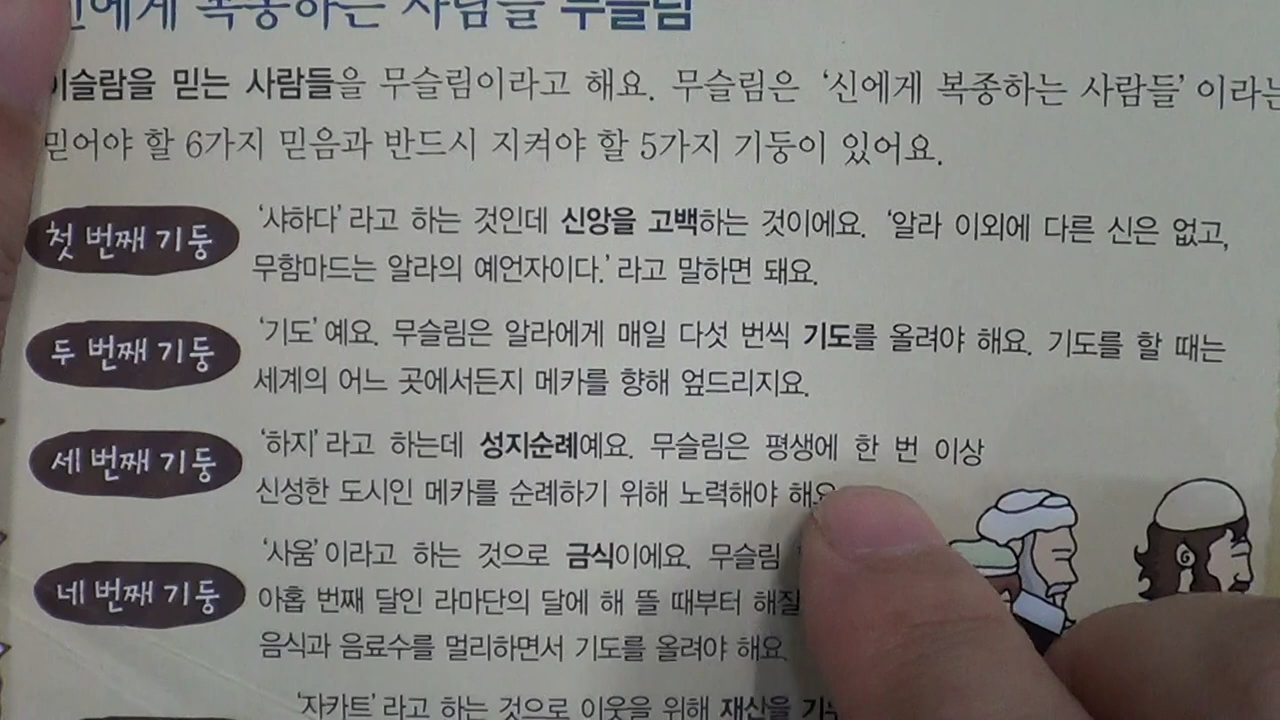 신에게 복종하는 사람들 무슬림
이슬람을 믿는 사람들을 무슬림이라고 해요. 무슬림은 ‘신에게 복종하는 사람들’ 이라는
믿어야 할 6가지 믿음과 반드시 지켜야 할 5가지 기둥이 있어요.
첫 번째 기둥
‘샤하다’ 라고 하는 것인데 신앙을 고백하는 것이에요. ‘알라 이외에 다른 신은 없고,
무함마드는 알라의 예언자이다.’ 라고 말하면 돼요.
두 번째 기둥
‘기도’ 예요. 무슬림은 알라에게 매일 다섯 번씩 기도를 올려야 해요. 기도를 할 때는
세계의 어느 곳에서든지 메카를 향해 엎드리지요.
세 번째 기둥
‘하지’ 라고 하는데 성지순례예요. 무슬림은 평생에 한 번 이상
신성한 도시인 메카를 순례하기 위해 노력해야 해요
네 번째 기둥
‘사움’ 이라고 하는 것으로 금식이에요. 무슬림
아홉 번째 달인 라마단의 달에 해 뜰 때부터 해질
음식과 음료수를 멀리하면서 기도를 올려야 해요
‘자카트’ 라고 하는 것으로 이웃을 위해 재산을